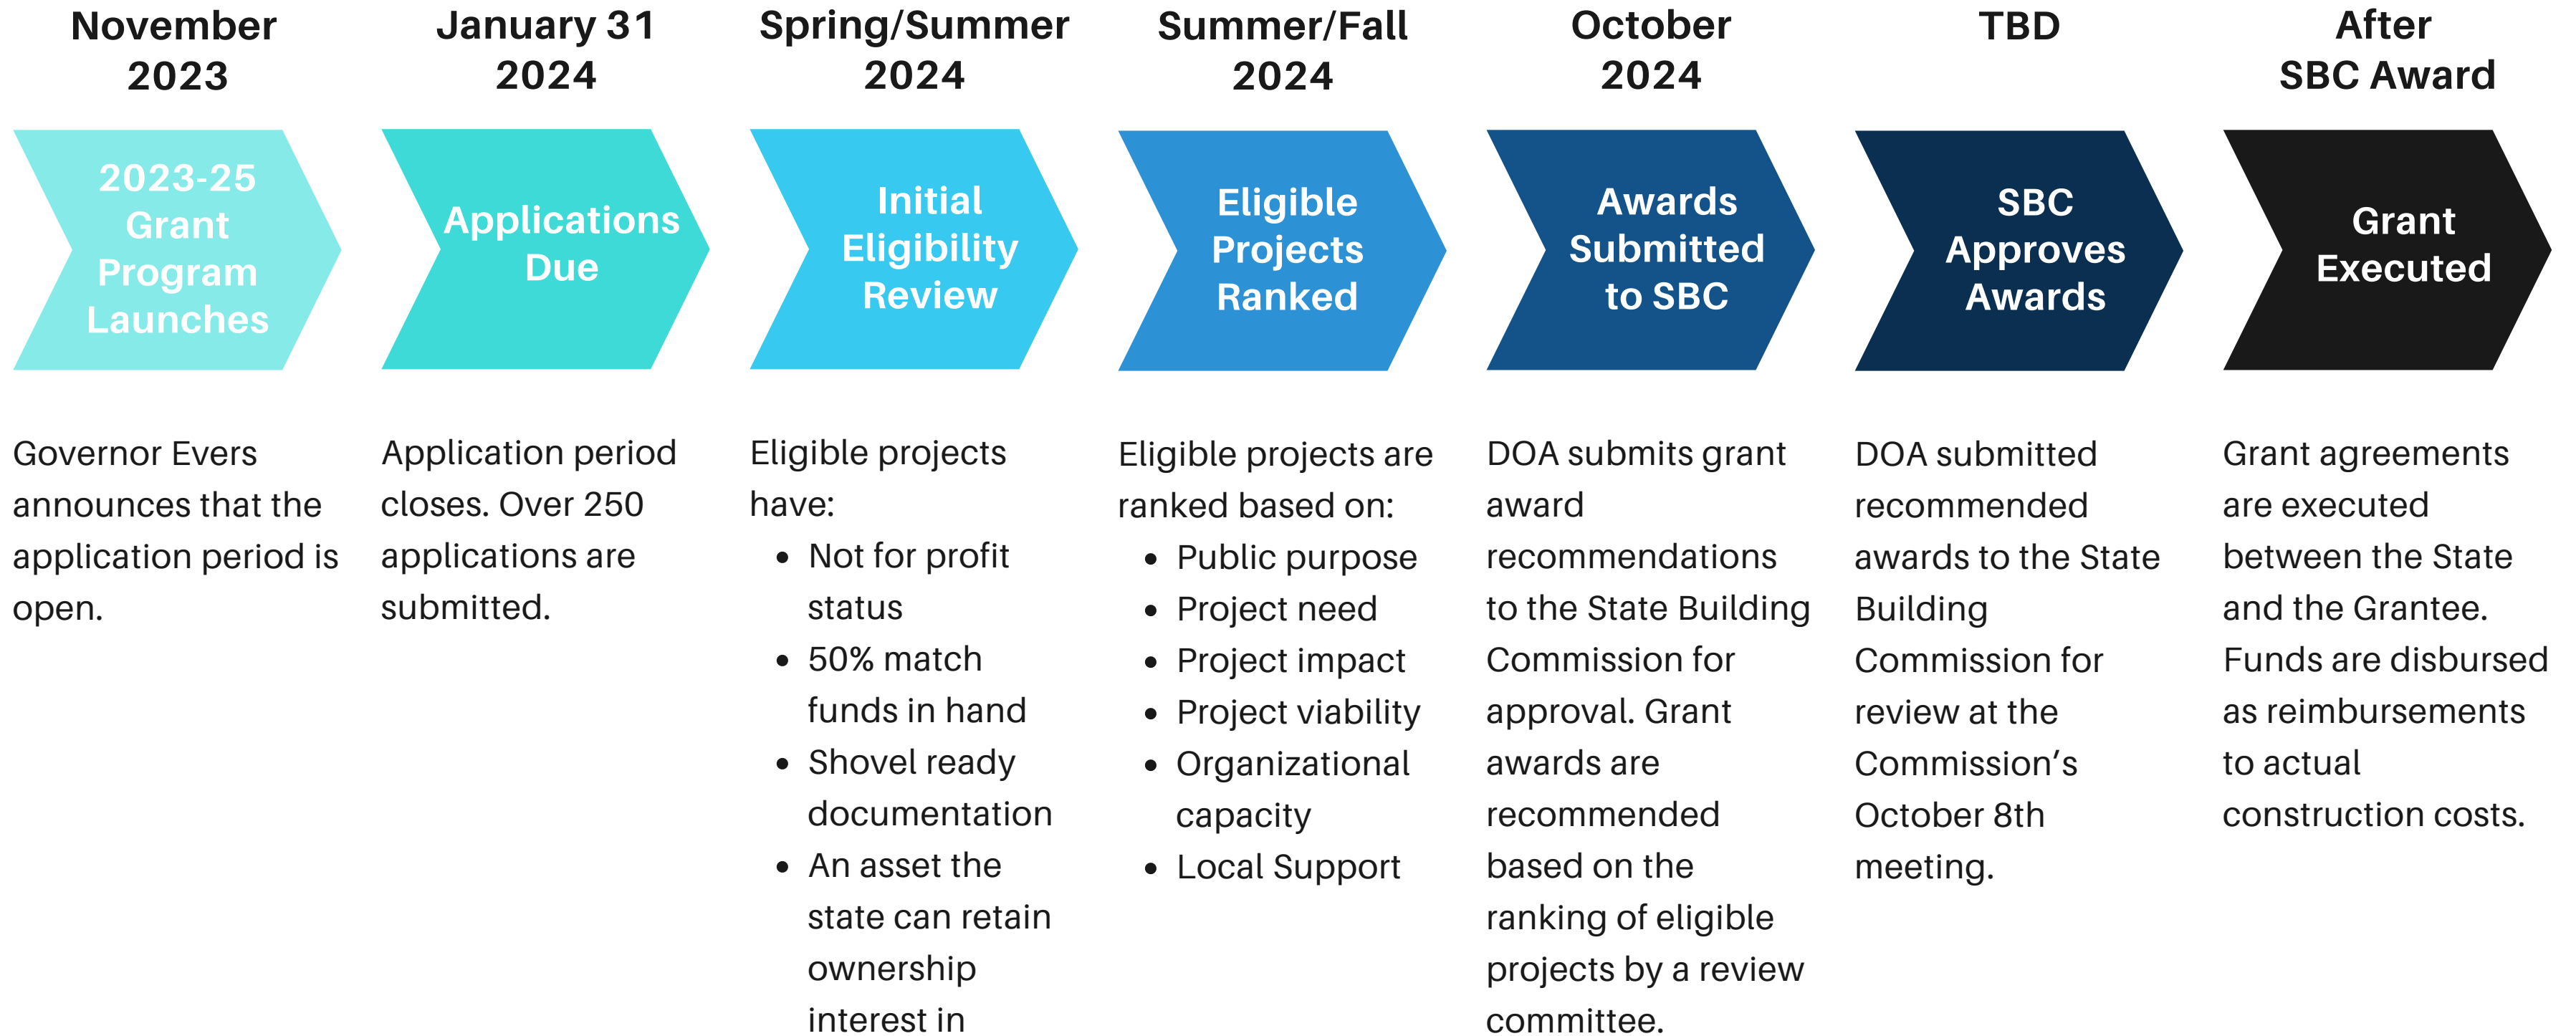 November
2023
January 31
2024
Spring/Summer
2024
Summer/Fall
2024
October
2024
TBD
After
SBC Award
2023-25
Grant
Program
Launches
Applications
Due
Initial
Eligibility
Review
Eligible
Projects
Ranked
Awards
Submitted
to SBC
SBC
Approves
Awards
Grant
Executed
Governor Evers
announces that the
application period is
open.
Application period
closes. Over 250
applications are
submitted.
Eligible projects
have:
• Not for profit
status
• 50% match
funds in hand
• Shovel ready
documentation
• An asset the
state can retain
ownership
interest in
Eligible projects are
ranked based on:
• Public purpose
• Project need
• Project impact
• Project viability
• Organizational
capacity
• Local Support
DOA submits grant
award
recommendations
to the State Building
Commission for
approval. Grant
awards are
recommended
based on the
ranking of eligible
projects by a review
committee.
DOA submitted
recommended
awards to the State
Building
Commission for
review at the
Commission’s
October 8th
meeting.
Grant agreements
are executed
between the State
and the Grantee.
Funds are disbursed
as reimbursements
to actual
construction costs.